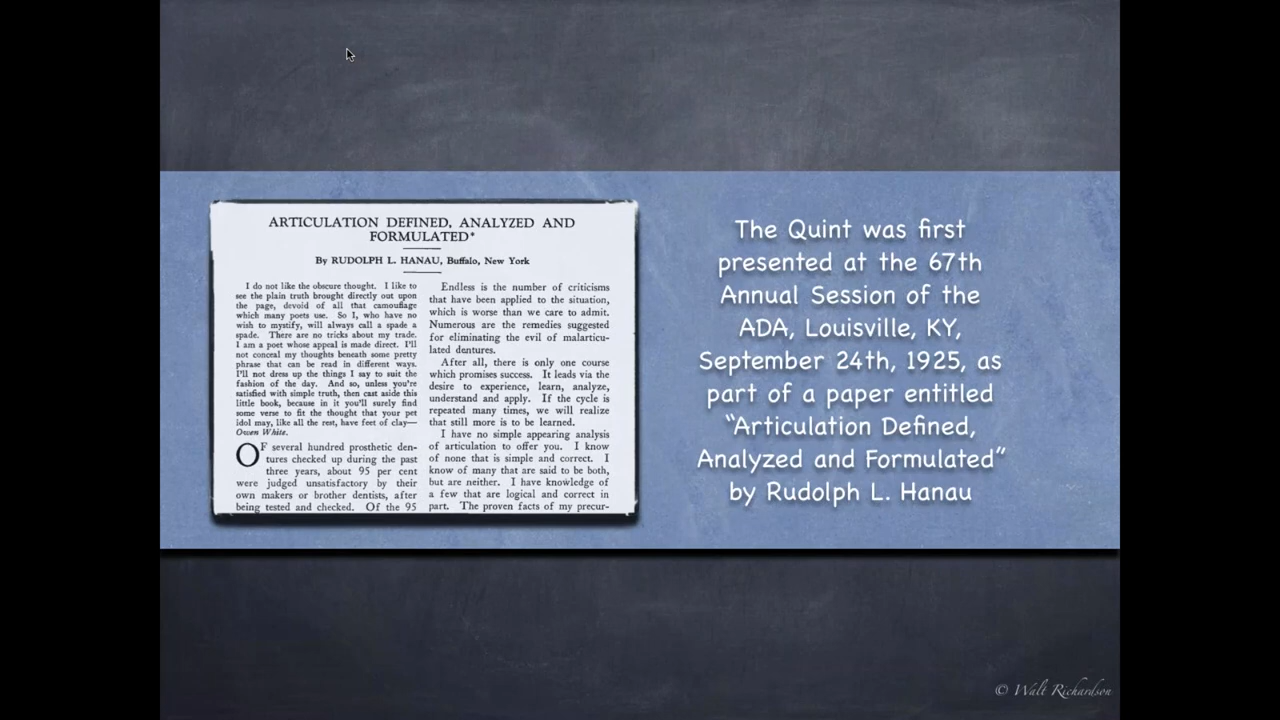 ARTICULATION DEFINED, ANALYZED AND
FORMULATED*
By RUDOLPH L. HANAU, Buffalo, New York
I do not like the obscure thought. I like to
see the plain truth brought directly out upon
the page, devoid of all that camouflage
which many poets use. So I, who have no
wish to mystify, will always call a spade a
spade. There are no tricks about my trade.
I am a poet whose appeal is made direct. I'll
not conceal my thoughts beneath some pretty
phrase that can be read in different ways.
I'll not dress up the things I say to suit the
fashion of the day. And so, unless you're
satisfied with simple truth, then cast aside this
little book, because in it you'll surely find
some verse to fit the thought that your pet
idol may, like all the rest, have feet of clay—
Owen White.
OF several hundred prosthetic den-
tures checked up during the past
three years, about 95 per cent
were judged unsatisfactory by their
own makers or brother dentists, after
being tested and checked. Of the 95
Endless is the number of criticisms
that have been applied to the situation,
which is worse than we care to admit.
Numerous are the remedies suggested
for eliminating the evil of malarticu-
lated dentures.
After all, there is only one course
which promises success. It leads via the
desire to experience, learn, analyze,
understand and apply. If the cycle is
repeated many times, we will realize
that still more is to be learned.
I have no simple appearing analysis
of articulation to offer you. I know
of none that is simple and correct. I
know of many that are said to be both,
but are neither. I have knowledge of
a few that are logical and correct in
part. The proven facts of my precur-
The Quint was first
presented at the 67th
Annual Session of the
ADA, Louisville, KY,
September 24th, 1925, as
part of a paper entitled
“Articulation Defined,
Analyzed and Formulated”
by Rudolph L. Hanau
© Walt Richardson